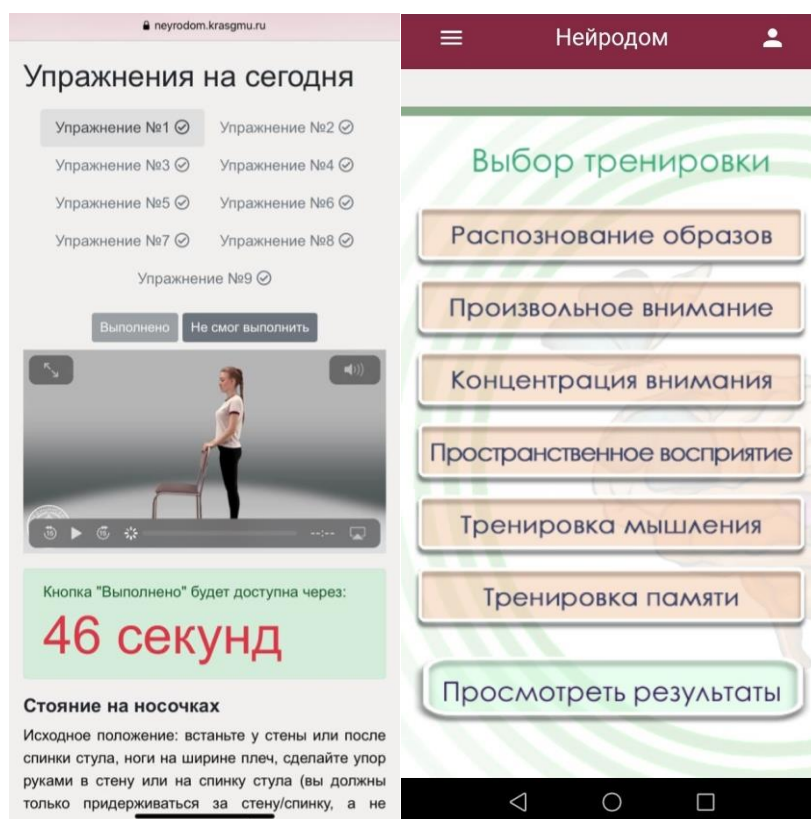 neyrodom.krasgmu.ru
Упражнения на сегодня
Упражнение №1
Упражнение №2
Упражнение №3
Упражнение №4
Упражнение №5
Упражнение №6
Упражнение №7
Упражнение №8
Упражнение №9
Выполнено
Не смог выполнить
15
15
--:--
Кнопка "Выполнено" будет доступна через:
46 секунд
Стояние на носочках
Исходное положение: встаньте у стены или после
спинки стула, ноги на ширине плеч, сделайте упор
руками в стену или на спинку стула (вы должны
только придерживаться за стену/спинку, а не
Нейродом
Выбор тренировки
Распознование образов
Произвольное внимание
Концентрация внимания
Пространственное восприятие
Тренировка мышления
Тренировка памяти
Просмотреть результаты